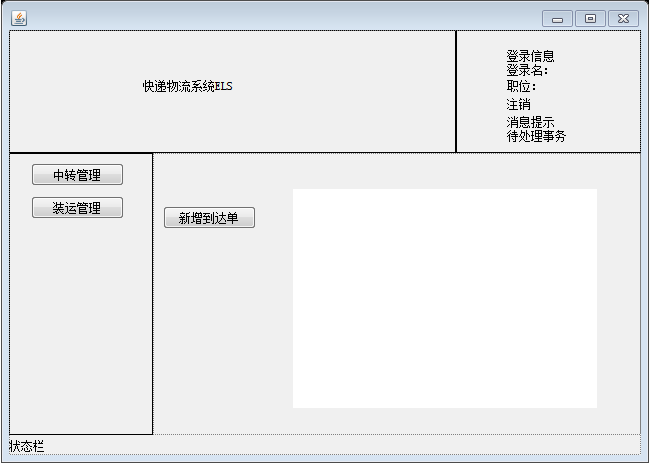 快递物流系统ELS
登录信息
登录名：
职位：
注销
消息提示
待处理事务
中转管理
装运管理
新增到达单
状态栏